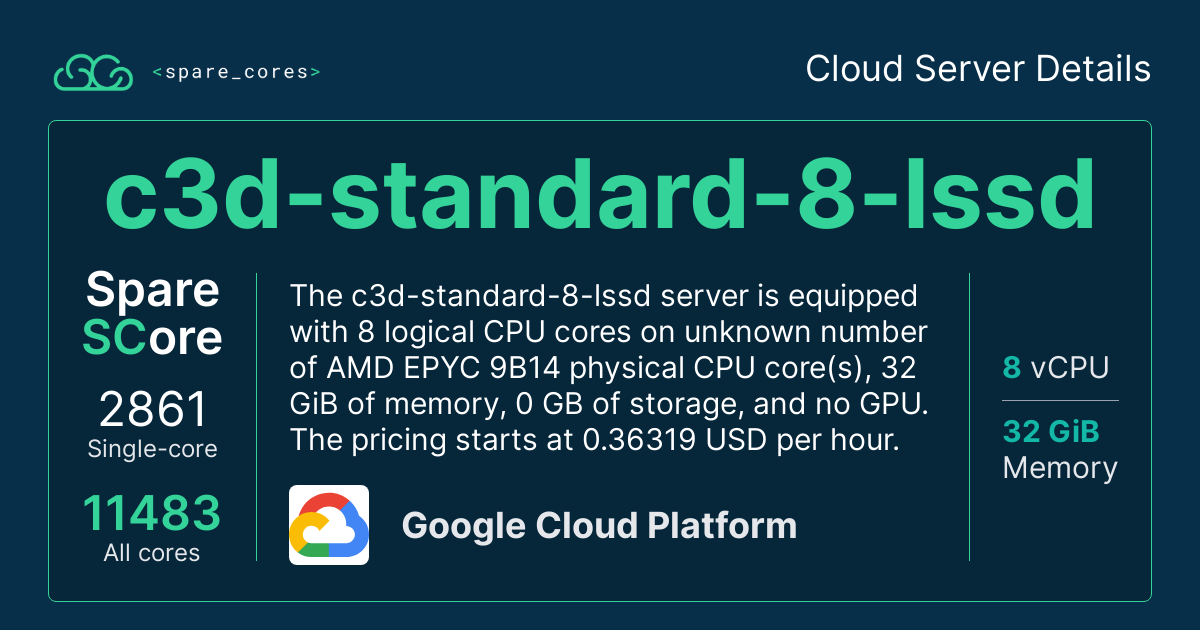 <spare_cores>
Cloud Server Details
c3d-standard-8-lssd
Spare
SCore
2861
Single-core
11483
All cores
The c3d-standard-8-lssd server is equipped
with 8 logical CPU cores on unknown number
of AMD EPYC 9B14 physical CPU core(s), 32
GiB of memory, 0 GB of storage, and no GPU.
The pricing starts at 0.36319 USD per hour.
Google Cloud Platform
8 vCPU
32 GiB
Memory